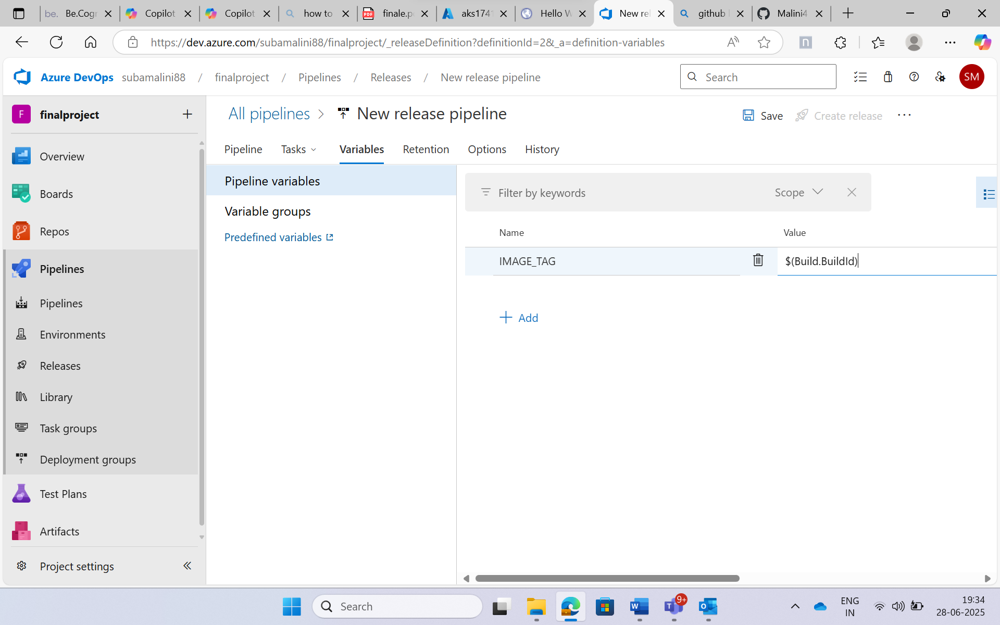 be. Be.Cogr
Copilot
Copilot
how to
PDF finale.p
aks1741
Hello W
New rel
github
Malini4
https://dev.azure.com/subamalini88/finalproject/_releaseDefinition?definitionId=2&_a=definition-variables
n
Azure DevOps subamalini88 / finalproject / Pipelines / Releases / New release pipeline
Search
SM
F finalproject
Overview
Boards
Repos
Pipelines
Pipelines
Environments
Releases
Library
Task groups
Deployment groups
Test Plans
Artifacts
Project settings
All pipelines > New release pipeline
Save Create release ...
Pipeline Tasks Variables Retention Options History
Pipeline variables
Variable groups
Predefined variables
Filter by keywords Scope
Name Value
IMAGE_TAG $(Build.BuildId)
+ Add
Search
W
T 9+
O
ENG
IN
19:34
28-06-2025